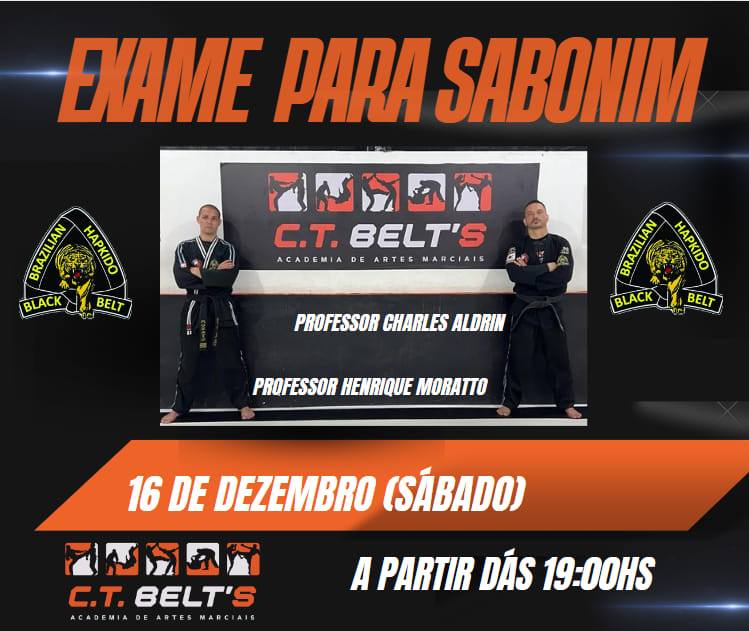 EXAME PARA SABONIM
C.T. BELT'S
ACADEMIA DE ARTES MARCIAIS
BRAZILIAN HAPKIDO
BLACK BELT
BRAZILIAN HAPKIDO
BLACK BELT
PROFESSOR CHARLES ALDRIN
PROFESSOR HENRIQUE MORATTO
16 DE DEZEMBRO (SÁBADO)
A PARTIR DÁS 19:00HS
C.T. BELT'S
ACADEMIA DE ARTES MARCIAIS